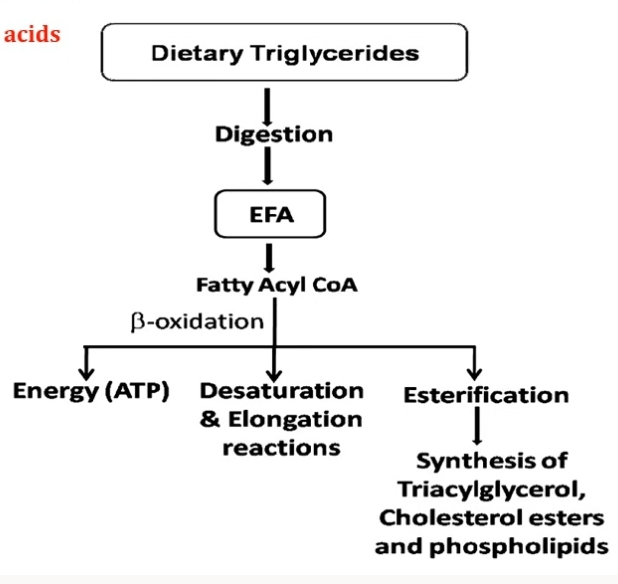 acids
Dietary Triglycerides
Digestion
EFA
Fatty Acyl CoA
β-oxidation
Energy (ATP)
Desaturation
& Elongation
reactions
Esterification
Synthesis of
Triacylglycerol,
Cholesterol esters
and phospholipids